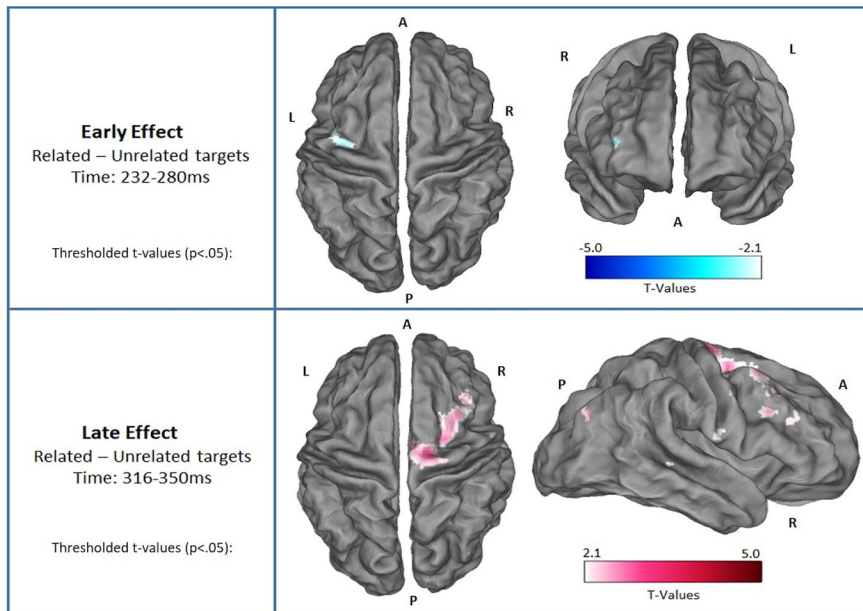 Early Effect
Related – Unrelated targets
Time: 232-280ms
Thresholded t-values (p<.05):
A
L
R
P
R
L
A
-5.0
-2.1
T-Values
Late Effect
Related – Unrelated targets
Time: 316-350ms
Thresholded t-values (p<.05):
A
L
R
P
P
A
R
2.1
5.0
T-Values